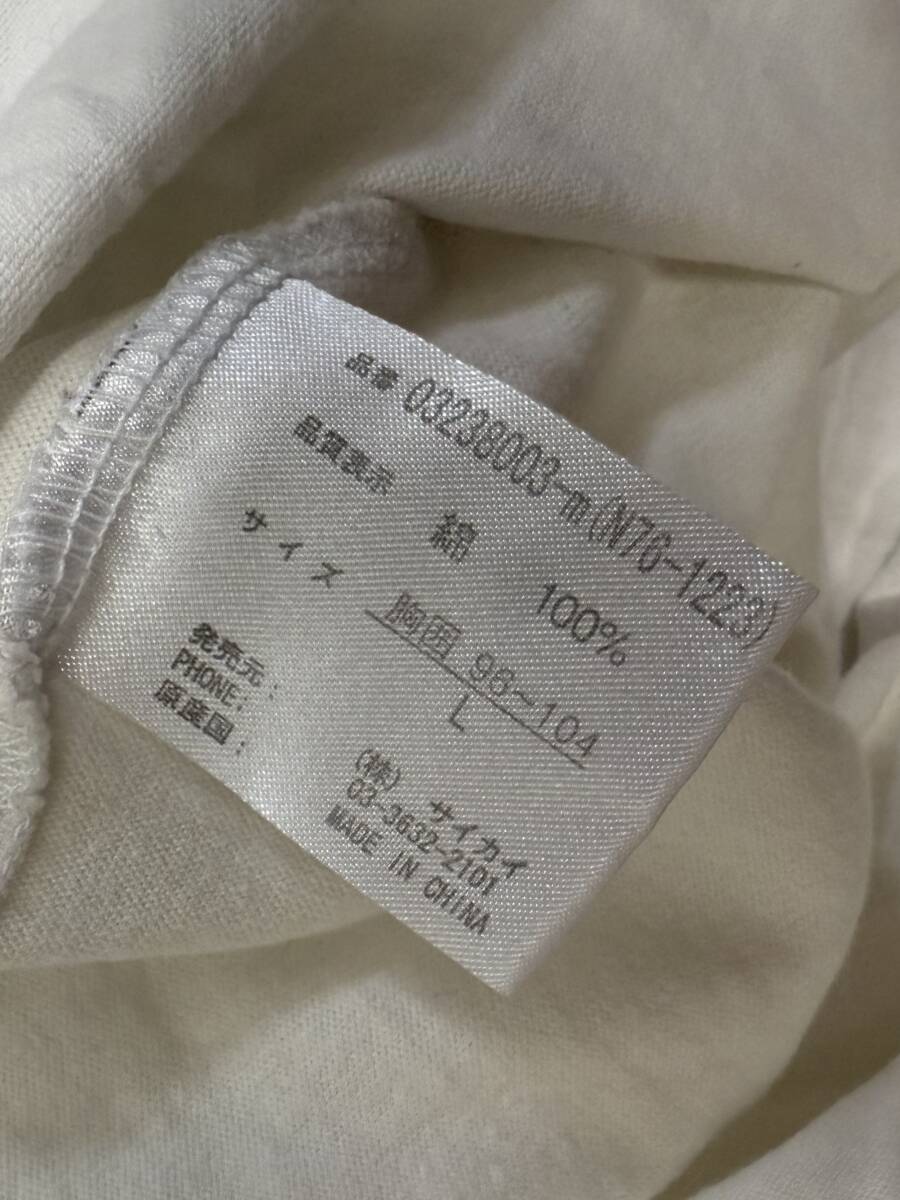 品番 03238003-m(N76-1223)
品質表示 綿 100%
サイズ 胸囲 96-104
L
発売元: (株) サイカイ
PHONE: 03-3632-2101
原産国: MADE IN CHINA